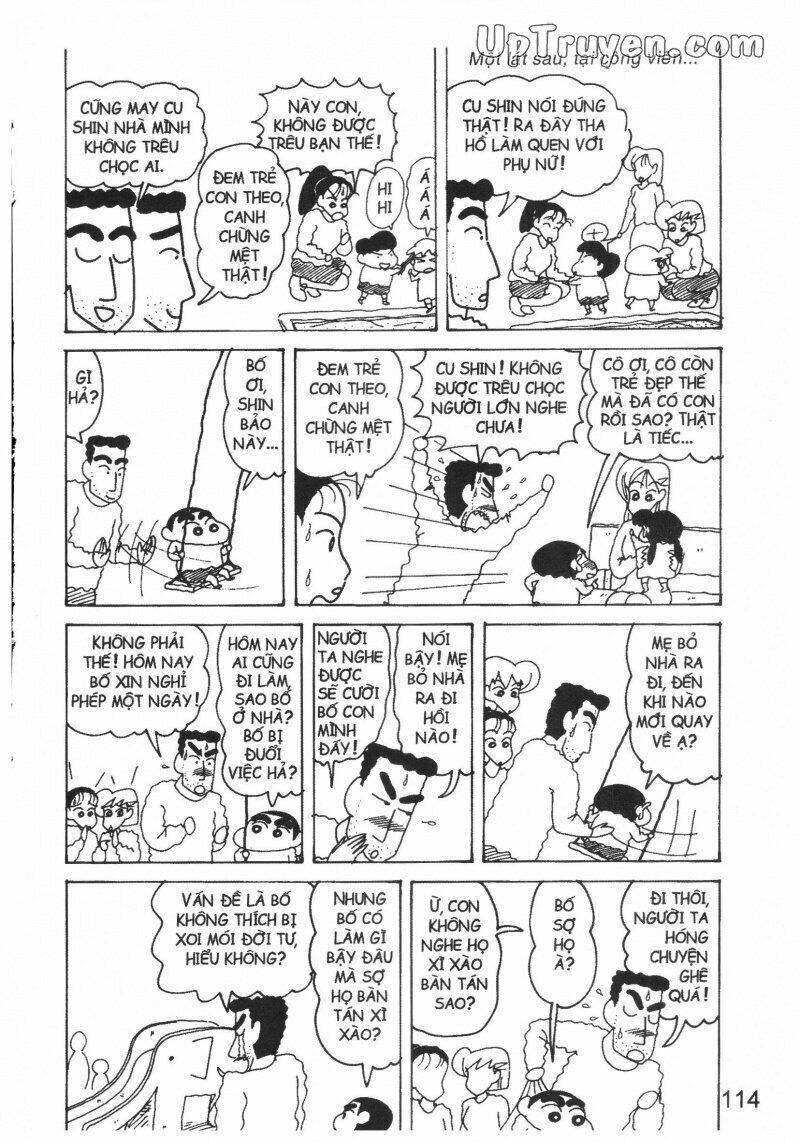 UpTruyen.com
Một lát sau, tại công viên...
CU SHIN NÓI ĐÚNG
THẬT! RA ĐÂY THA
HỒ LÀM QUEN VỚI
PHỤ NỮ!
NÀY CON,
KHÔNG ĐƯỢC
TRÊU BẠN THẾ!
HI
HI
Á
Á
Á
ĐEM TRẺ
CON THEO,
CANH
CHỪNG
MỆT
THẬT!
CŨNG MAY CU
SHIN NHÀ MÌNH
KHÔNG TRÊU
CHỌC AI.
CÔ ƠI, CÔ CÒN
TRẺ ĐẸP THẾ
MÀ ĐÃ CÓ CON
RỒI SAO? THẬT
LÀ TIẾC...
CU SHIN! KHÔNG
ĐƯỢC TRÊU CHỌC
NGƯỜI LỚN NGHE
CHƯA!
ĐEM TRẺ
CON THEO,
CANH
CHỪNG MỆT
THẬT!
BỐ
ƠI,
SHIN
BẢO
NÀY...
GÌ
HẢ?
MẸ BỎ
NHÀ RA
ĐI, ĐẾN
KHI NÀO
MỚI QUAY
VỀ Ạ?
NÓI
BẬY! MẸ
BỎ NHÀ
RA ĐI
HỒI
NÀO!
NGƯỜI
TA NGHE
ĐƯỢC
SẼ CƯỜI
BỐ CON
MÌNH
ĐẤY!
HÔM NAY
AI CŨNG
ĐI LÀM,
SAO BỐ
Ở NHÀ?
BỐ BỊ
ĐUỔI
VIỆC HẢ?
KHÔNG PHẢI
THẾ! HÔM NAY
BỐ XIN NGHỈ
PHÉP MỘT NGÀY!
ĐI THÔI,
NGƯỜI TA
HÓNG
CHUYỆN
GHÊ
QUÁ!
BỐ
SỢ
HỌ
À?
Ừ, CON
KHÔNG
NGHE HỌ
XÌ XÀO
BÀN TÁN
SAO?
NHƯNG
BỐ CÓ
LÀM GÌ
BẬY ĐÂU
MÀ SỢ
HỌ BÀN
TÁN XÌ
XÀO?
VẤN ĐỀ LÀ BỐ
KHÔNG THÍCH BỊ
XOI MÓI ĐỜI TƯ,
HIỂU KHÔNG?
114